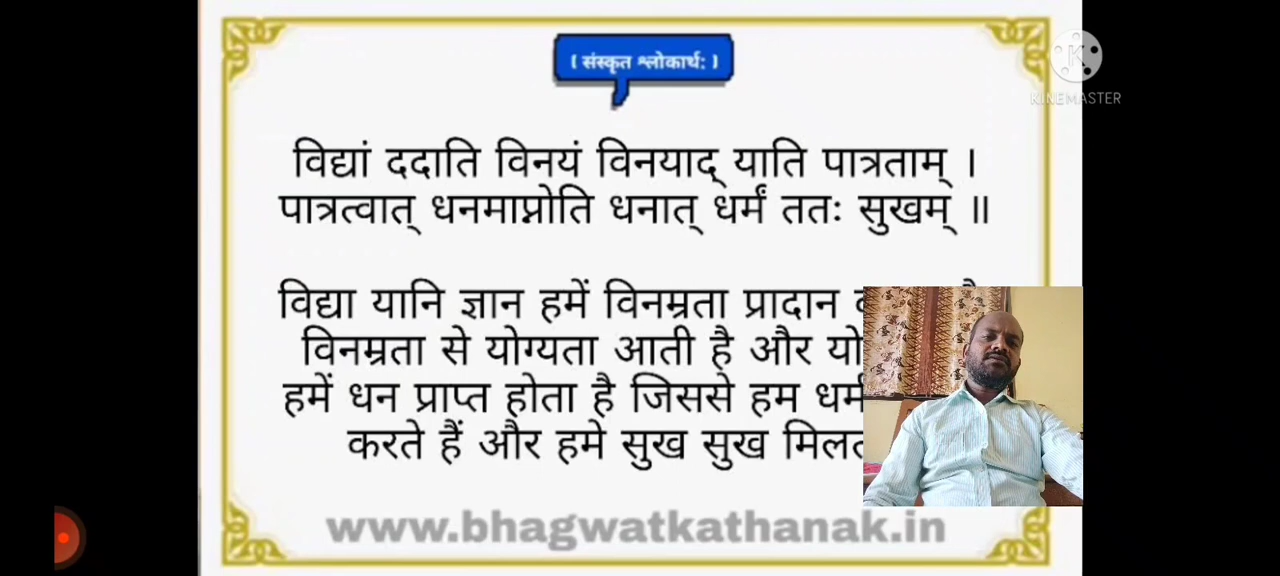 ( संस्कृत श्लोकार्थ: )
KINEMASTER
विद्यां ददाति विनयं विनयाद् याति पात्रताम् ।
पात्रत्वात् धनमाप्नोति धनात् धर्मं ततः सुखम् ॥
विद्या यानि ज्ञान हमें विनम्रता प्रादान
विनम्रता से योग्यता आती है और
हमें धन प्राप्त होता है जिससे हम
करते हैं और हमे सुख सुख
www.bhagwatkathanak.in